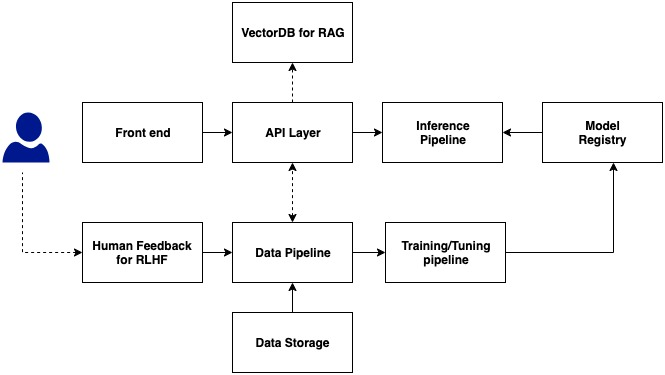 VectorDB for RAG
Front end
API Layer
Inference
Pipeline
Model
Registry
Human Feedback
for RLHF
Data Pipeline
Training/Tuning
pipeline
Data Storage